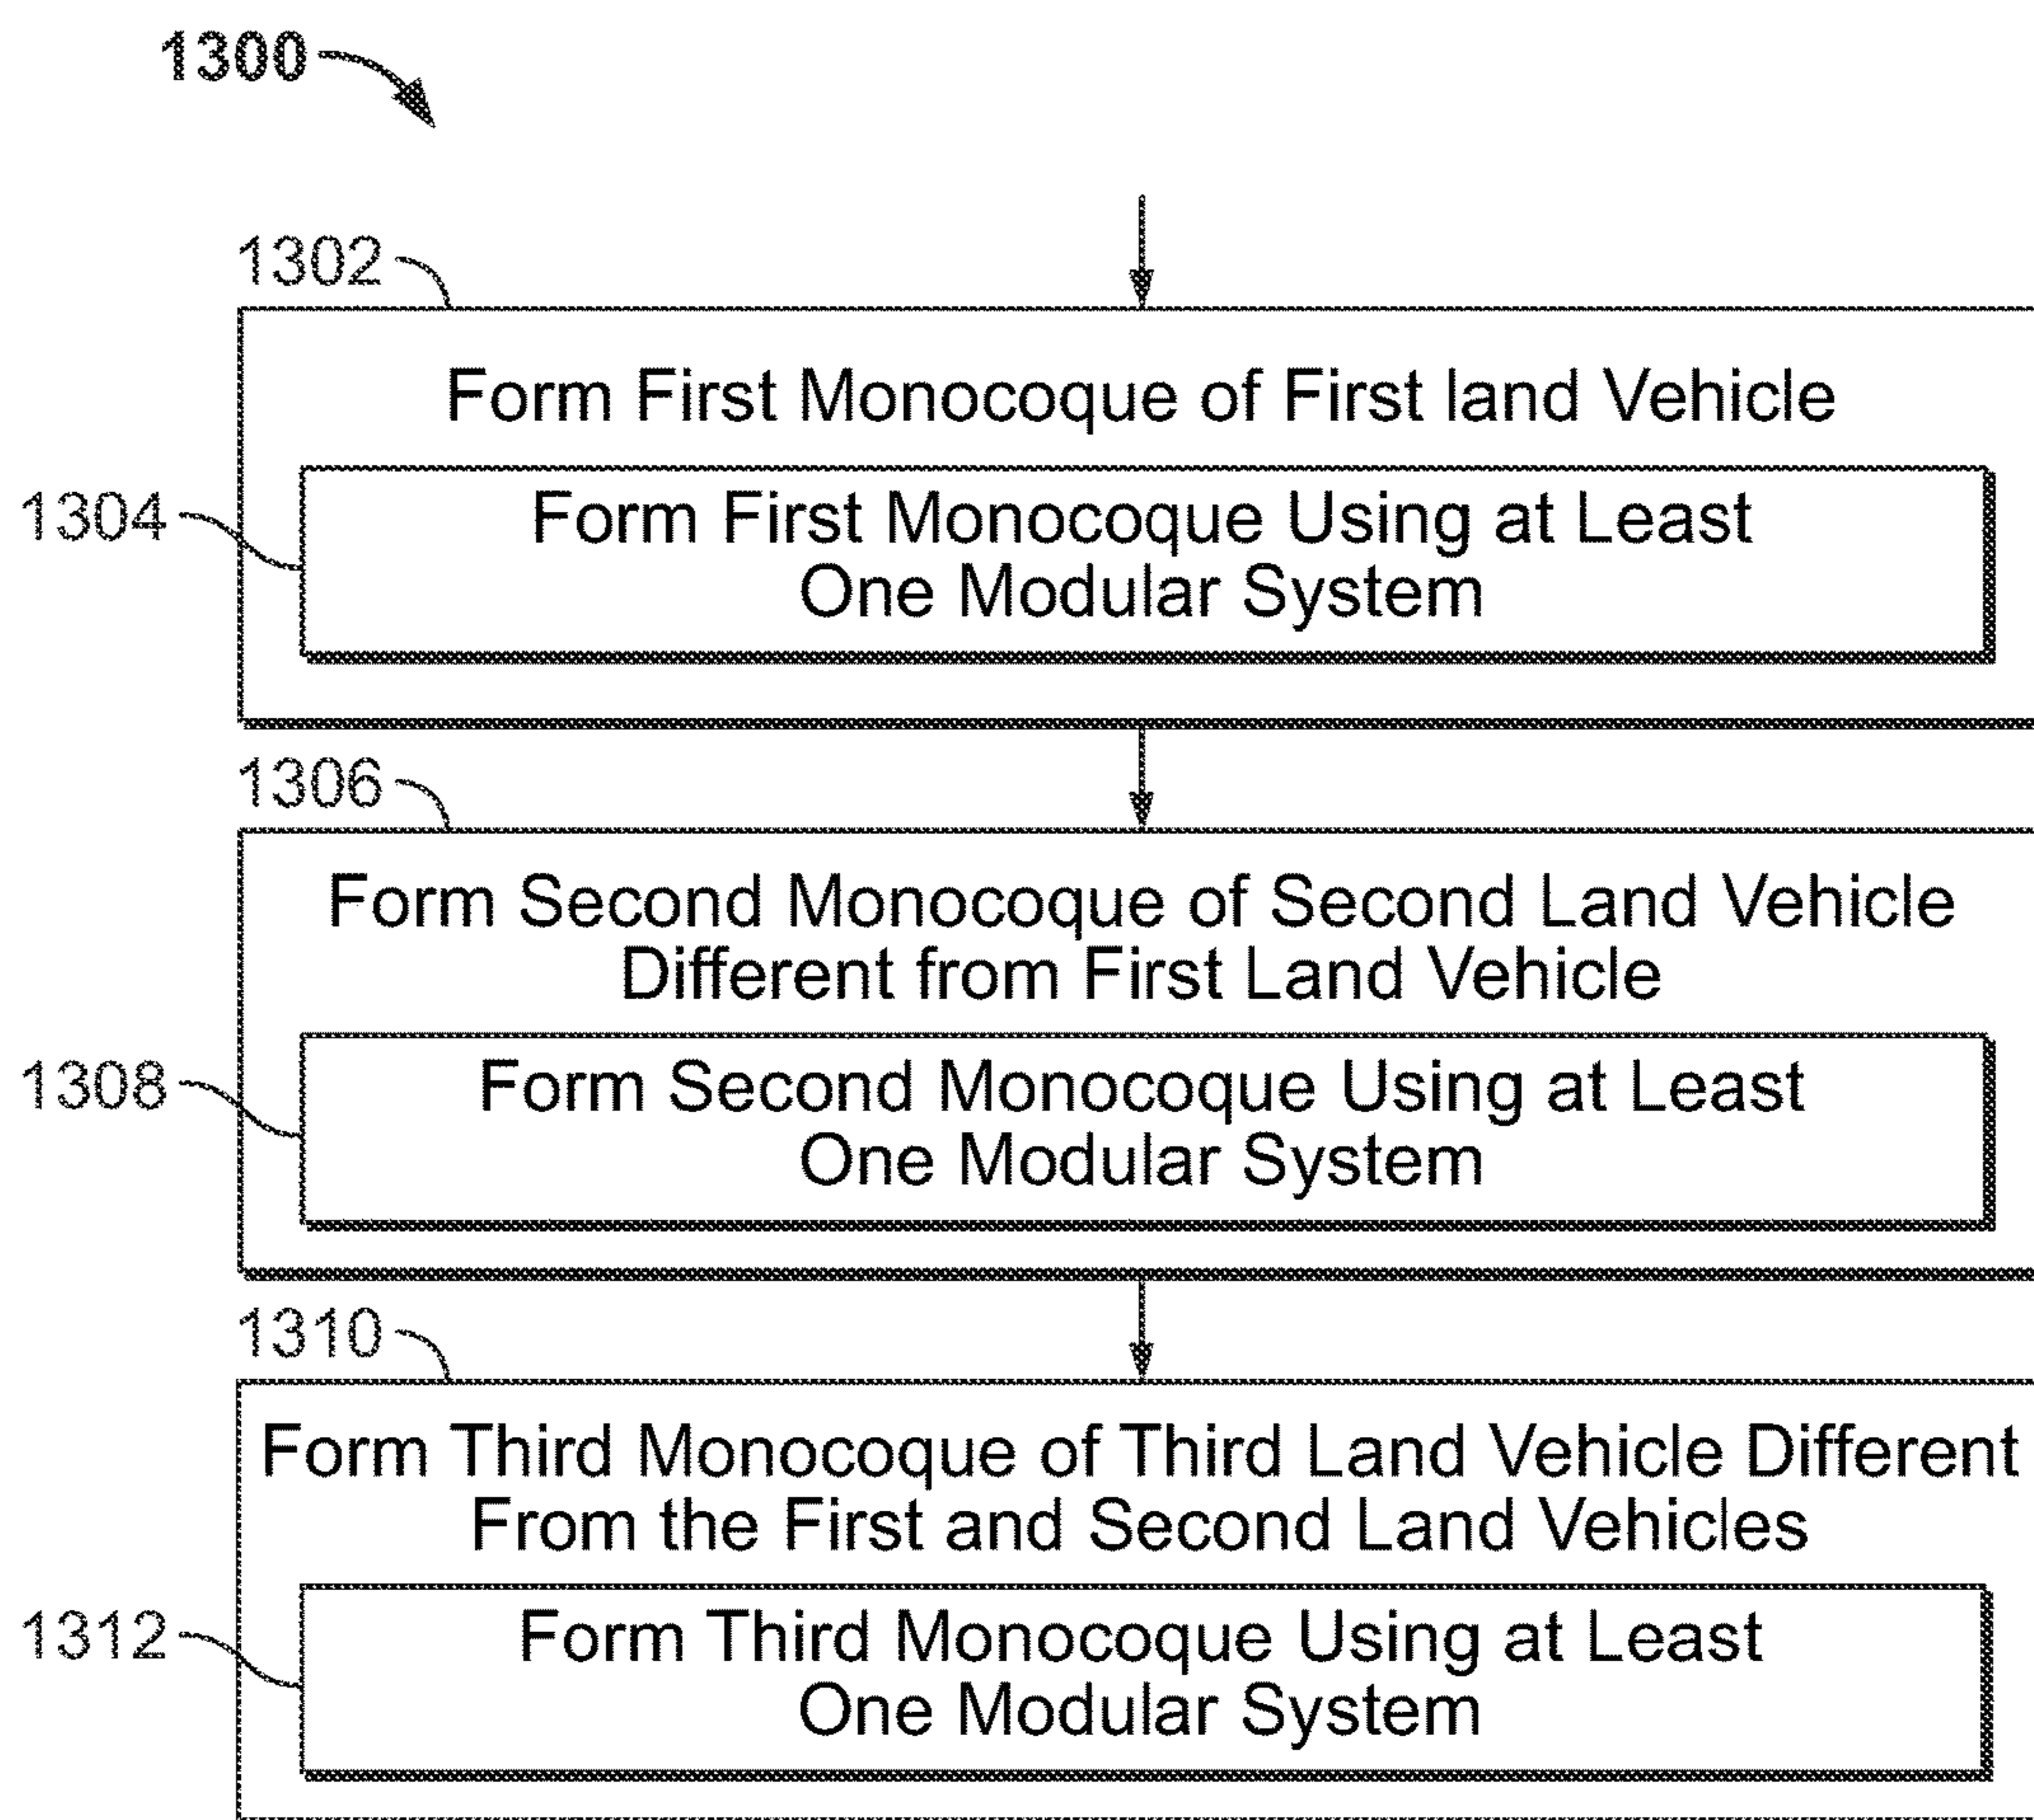 1300
1302
Form First Monocoque of First land Vehicle
1304
Form First Monocoque Using at Least
One Modular System
1306
Form Second Monocoque of Second Land Vehicle
Different from First Land Vehicle
1308
Form Second Monocoque Using at Least
One Modular System
1310
Form Third Monocoque of Third Land Vehicle Different
From the First and Second Land Vehicles
1312
Form Third Monocoque Using at Least
One Modular System